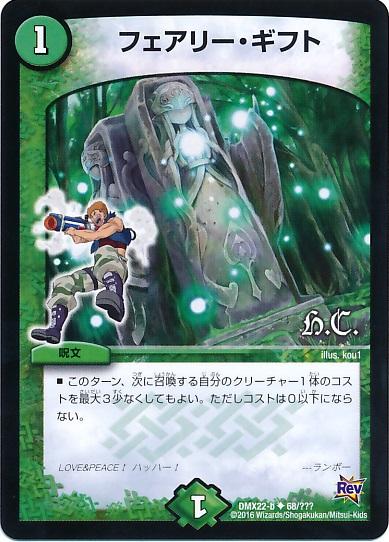 1
フェアリー・ギフト
H.C.
呪文
illus. kou1
■ このターン、次に召喚する自分のクリーチャー1体のコス
トを最大3少なくしてもよい。ただしコストは0以下になら
ない。
LOVE&PEACE! ハッハー! ---ランボー
Rev
1
DMX22-b ◆ 68/???
©2016 Wizards/Shogakukan/Mitsui-Kids